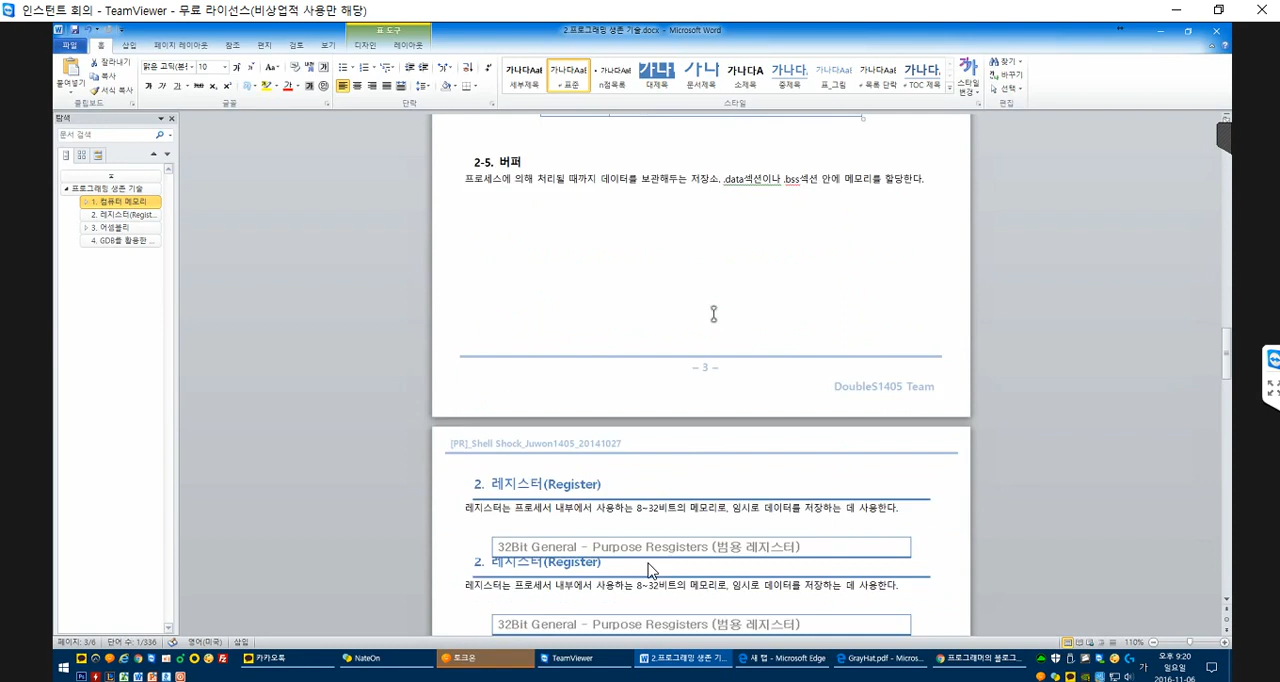 인스턴트 회의 - TeamViewer - 무료 라이선스(비상업적 사용만 해당)
표 도구
2.프로그래밍 생존 기술.docx - Microsoft Word
파일 홈 삽입 페이지 레이아웃 참조 편지 검토 보기 디자인 레이아웃
잘라내기
복사
서식 복사
붙여넣기
맑은 고딕(본 10
클립보드 글꼴 단락 스타일 편집
가나다AaI 가나다AaI 가나다AaI 가나 가나 가나다A 가나다. 가나다AaI 가나다AaI 가나다.
세부제목 표준 n점목록 대제목 문서제목 소제목 중제목 표_그림 목록 단락 TOC 제목
스타일 변경
찾기
바꾸기
선택
탐색
문서 검색
프로그래밍 생존 기술
1. 컴퓨터 메모리
2. 레지스터(Regist...
3. 어셈블리
4. GDB를 활용한 ...
2-5. 버퍼
프로세스에 의해 처리될 때까지 데이터를 보관해두는 저장소. .data섹션이나 .bss섹션 안에 메모리를 할당한다.
– 3 –
DoubleS1405 Team
[PR]_Shell Shock_Juwon1405_20141027
2. 레지스터(Register)
레지스터는 프로세서 내부에서 사용하는 8~32비트의 메모리로, 임시로 데이터를 저장하는 데 사용한다.
32Bit General - Purpose Resgisters (범용 레지스터)
2. 레지스터(Register)
레지스터는 프로세서 내부에서 사용하는 8~32비트의 메모리로, 임시로 데이터를 저장하는 데 사용한다.
32Bit General - Purpose Resgisters (범용 레지스터)
페이지: 3/6 단어 수: 1/336 영어(미국) 삽입 110%
카카오톡 NateOn 토크온 TeamViewer 2.프로그래밍 생존 기... 새 탭 - Microsoft Edge GrayHat.pdf - Micros... 프로그래머의 블로그...
가
오후 9:20
일요일
2016-11-06